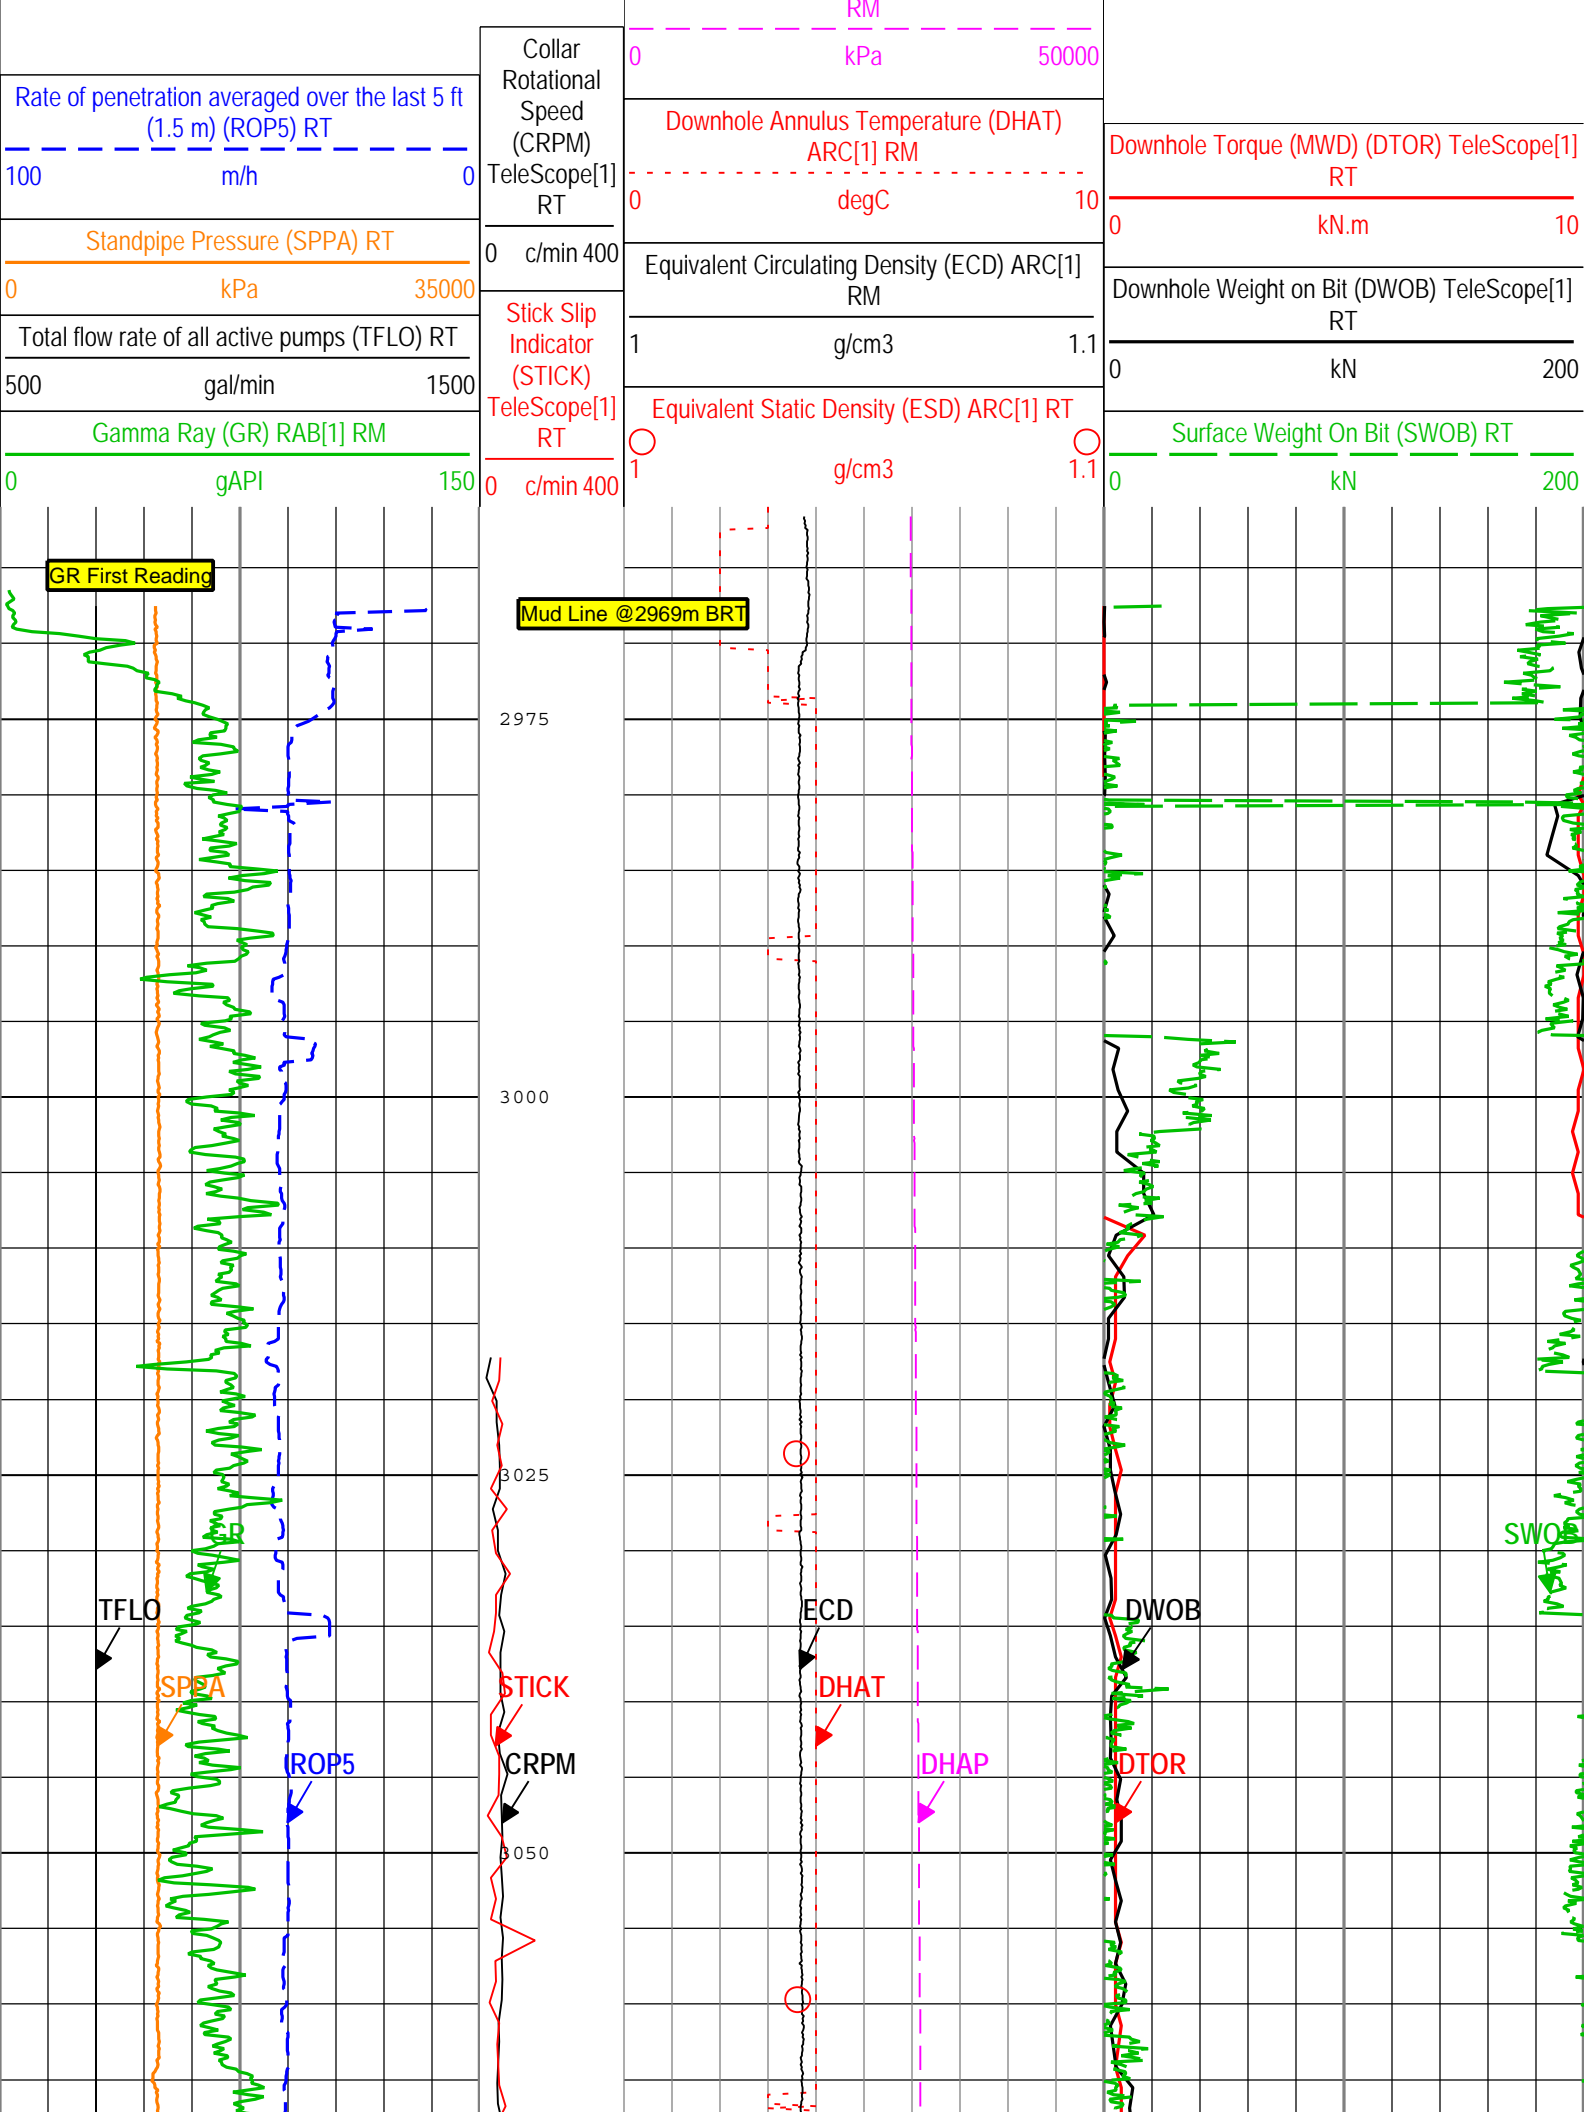 Rate of penetration averaged over the last 5 ft
(1.5 m) (ROP5) RT
100 m/h 0
Standpipe Pressure (SPPA) RT
0 kPa 35000
Total flow rate of all active pumps (TFLO) RT
500 gal/min 1500
Gamma Ray (GR) RAB[1] RM
0 gAPI 150
Collar
Rotational
Speed
(CRPM)
TeleScope[1]
RT
0 c/min 400
Stick Slip
Indicator
(STICK)
TeleScope[1]
RT
0 c/min 400
RM
0 kPa 50000
Downhole Annulus Temperature (DHAT)
ARC[1] RM
0 degC 10
Equivalent Circulating Density (ECD) ARC[1]
RM
1 g/cm3 1.1
Equivalent Static Density (ESD) ARC[1] RT
1 g/cm3 1.1
Downhole Torque (MWD) (DTOR) TeleScope[1]
RT
0 kN.m 10
Downhole Weight on Bit (DWOB) TeleScope[1]
RT
0 kN 200
Surface Weight On Bit (SWOB) RT
0 kN 200
GR First Reading
Mud Line @2969m BRT
2975
3000
3025
GR
SWOB
TFLO
ECD
DWOB
SPPA
STICK
DHAT
ROP5
CRPM
DHAP
DTOR
3050